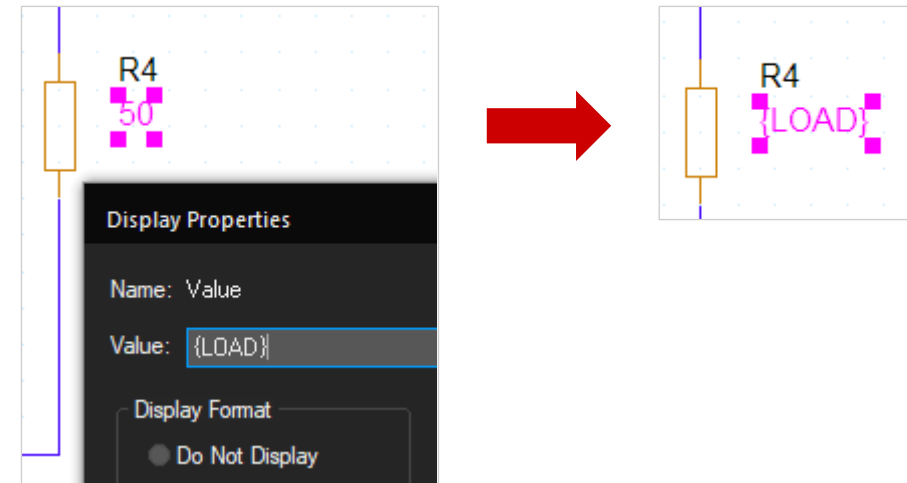 R4
50
Display Properties
Name: Value
Value: {LOAD}
Display Format
Do Not Display
R4
{LOAD}